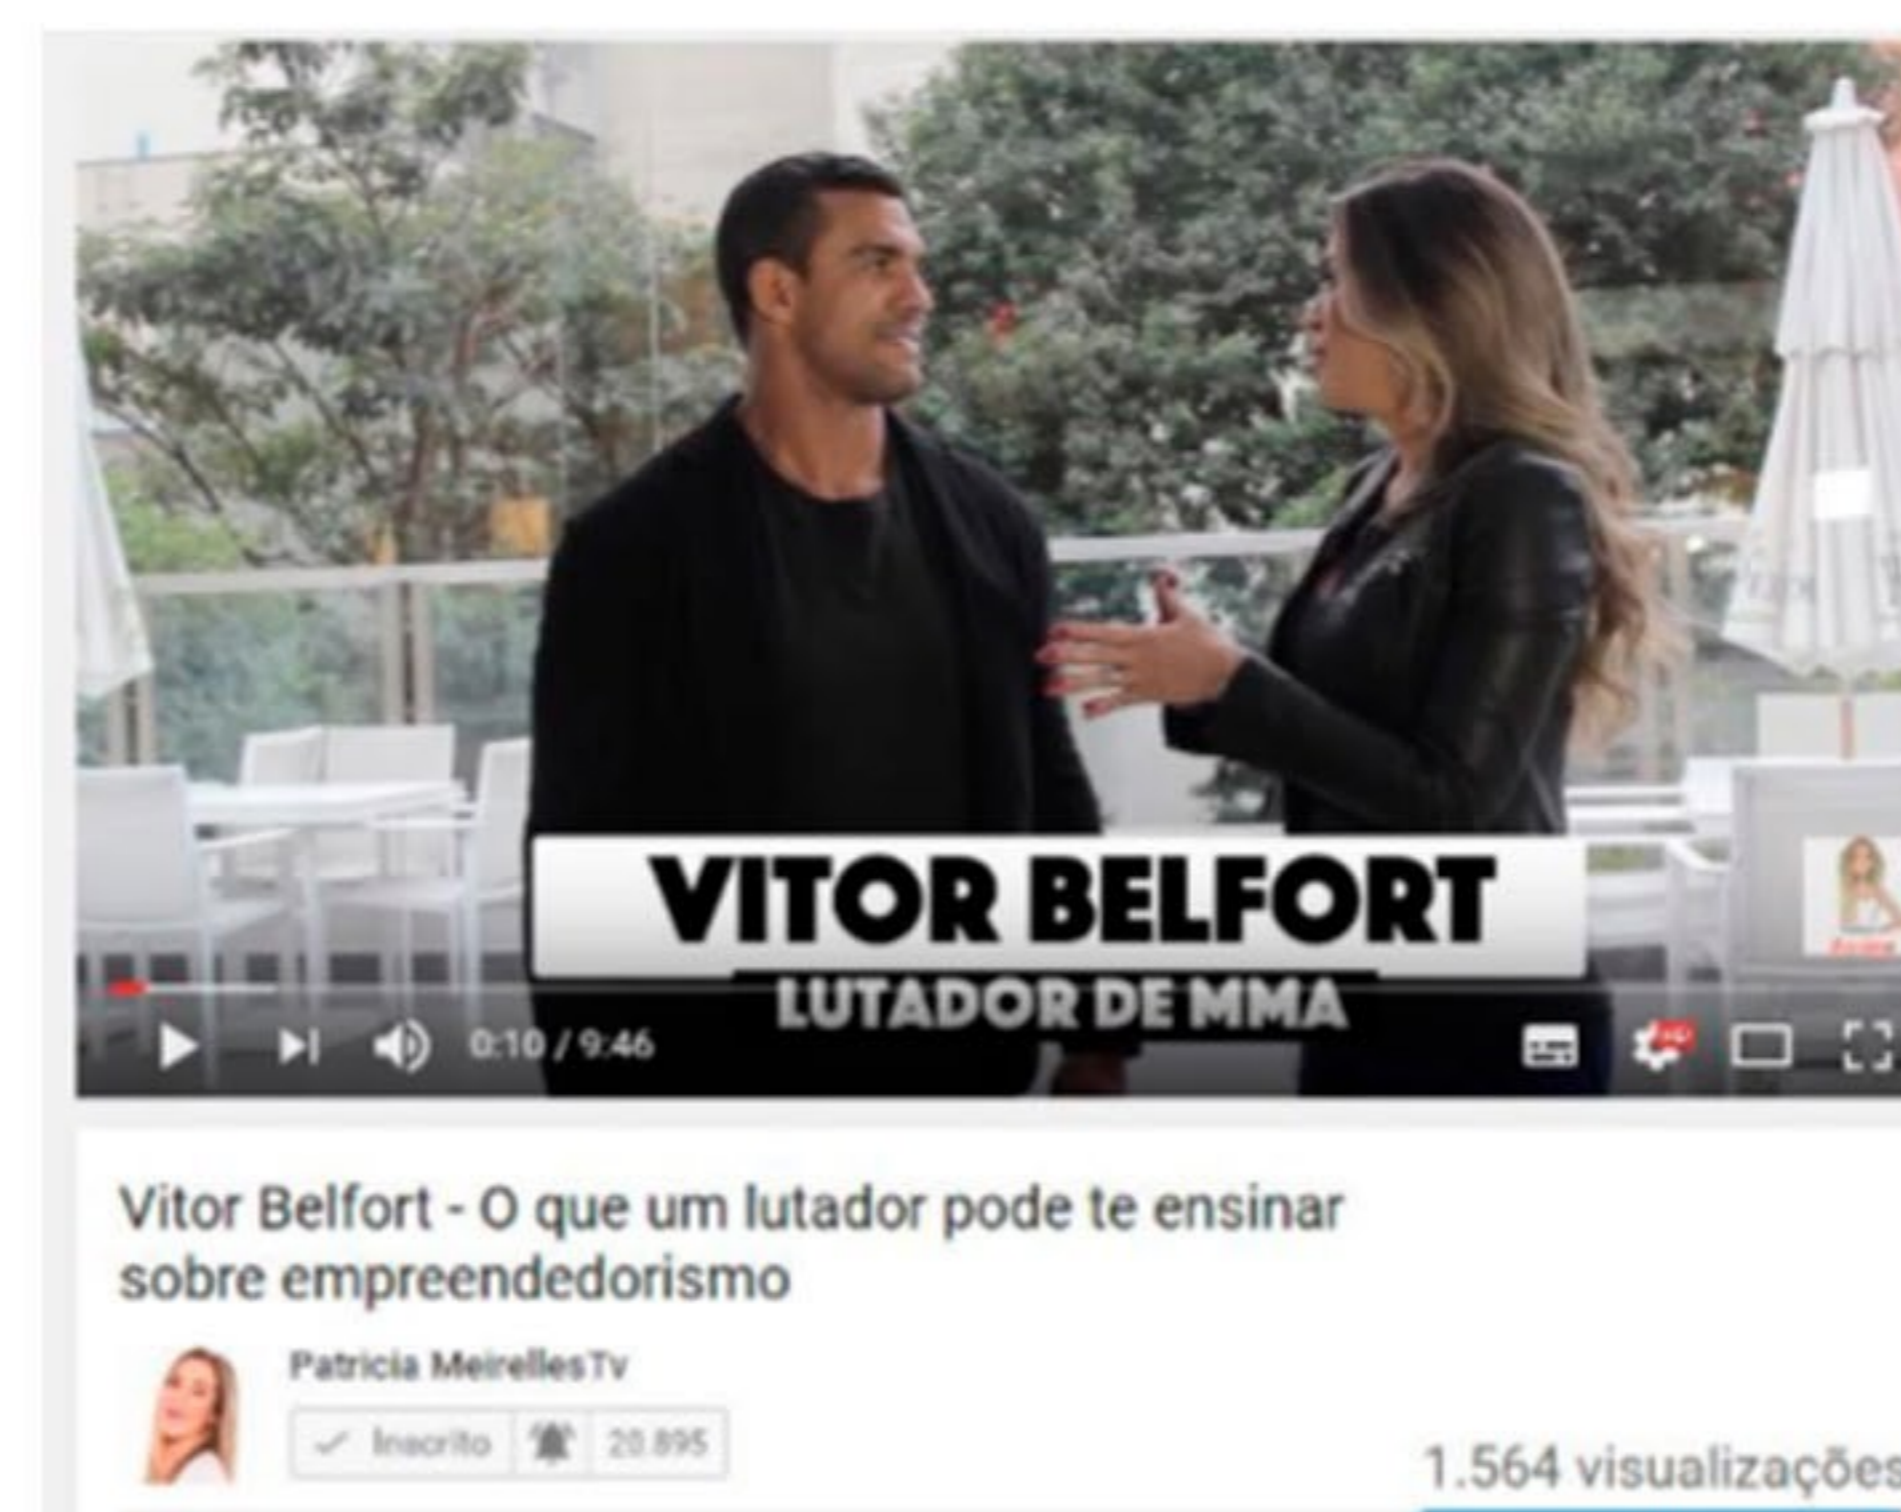 VITOR BELFORT
LUTADOR DE MMA
0:10 / 9:46
Vitor Belfort - O que um lutador pode te ensinar
sobre empreendedorismo
Patricia MeirellesTv
Inscrito 20.895
1.564 visualizações